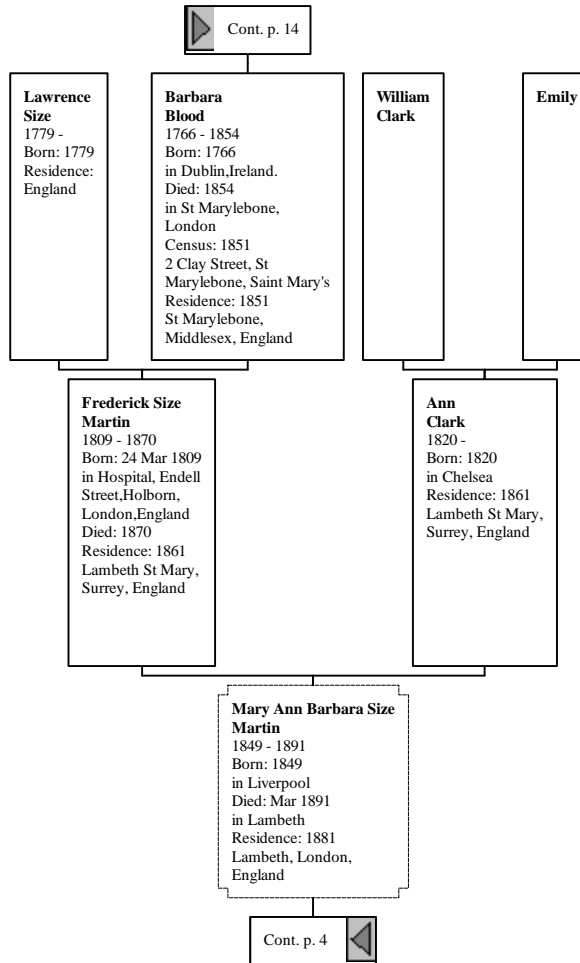 Cont. p. 14
Lawrence
Size
1779 -
Born: 1779
Residence:
England
Barbara
Blood
1766 - 1854
Born: 1766
in Dublin,Ireland.
Died: 1854
in St Marylebone,
London
Census: 1851
2 Clay Street, St
Marylebone, Saint Mary's
Residence: 1851
St Marylebone,
Middlesex, England
William
Clark
Emily
Frederick Size
Martin
1809 - 1870
Born: 24 Mar 1809
in Hospital, Endell
Street,Holborn,
London,England
Died: 1870
Residence: 1861
Lambeth St Mary,
Surrey, England
Ann
Clark
1820 -
Born: 1820
in Chelsea
Residence: 1861
Lambeth St Mary,
Surrey, England
Mary Ann Barbara Size
Martin
1849 - 1891
Born: 1849
in Liverpool
Died: Mar 1891
in Lambeth
Residence: 1881
Lambeth, London,
England
Cont. p. 4